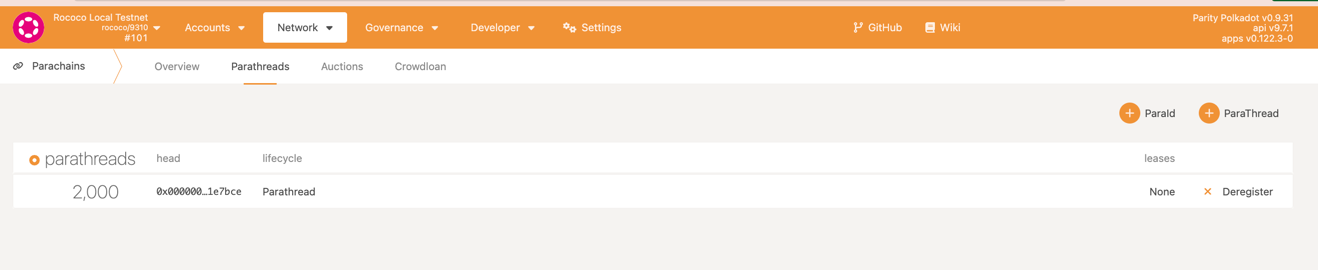 Rococo Local Testnet
rococo/9310
#101
Accounts
Network
Governance
Developer
Settings
GitHub
Wiki
Parity Polkadot v0.9.31
api v9.7.1
apps v0.122.3-0
Parachains
Overview
Parathreads
Auctions
Crowdloan
ParaId
ParaThread
parathreads head lifecycle leases
2,000 0x000000…1e7bce Parathread None Deregister